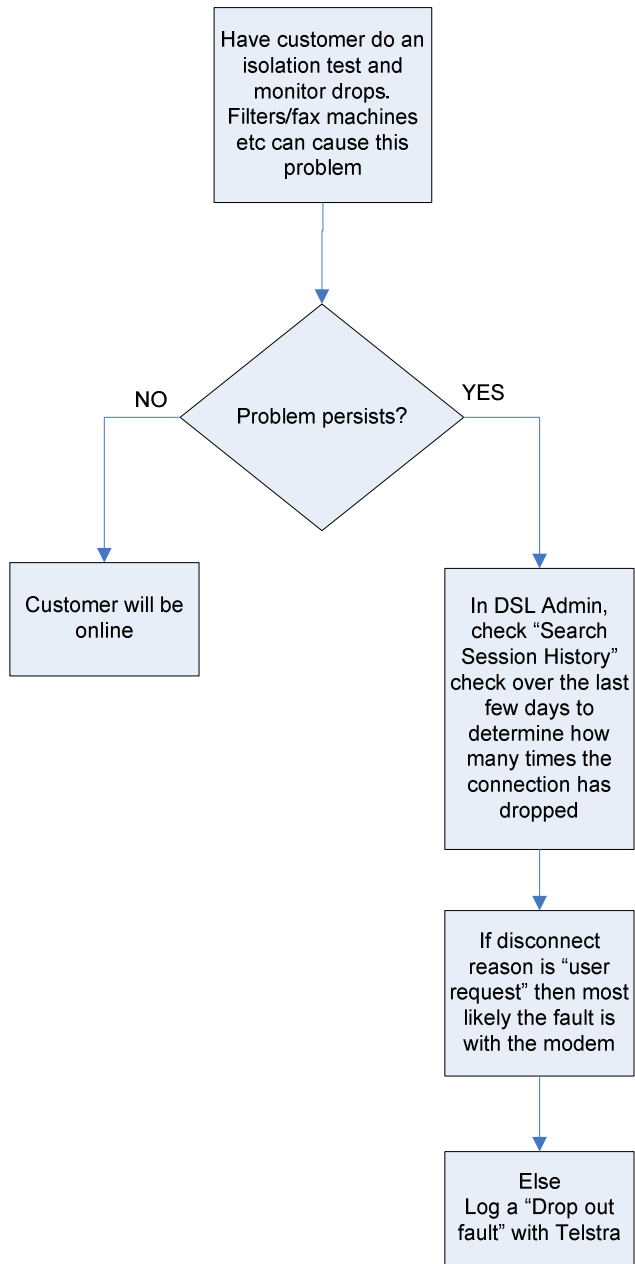 Have customer do an
isolation test and
monitor drops.
Filters/fax machines
etc can cause this
problem
NO
YES
Problem persists?
Customer will be
online
In DSL Admin,
check “Search
Session History”
check over the last
few days to
determine how
many times the
connection has
dropped
If disconnect
reason is “user
request” then most
likely the fault is
with the modem
Else
Log a “Drop out
fault” with Telstra